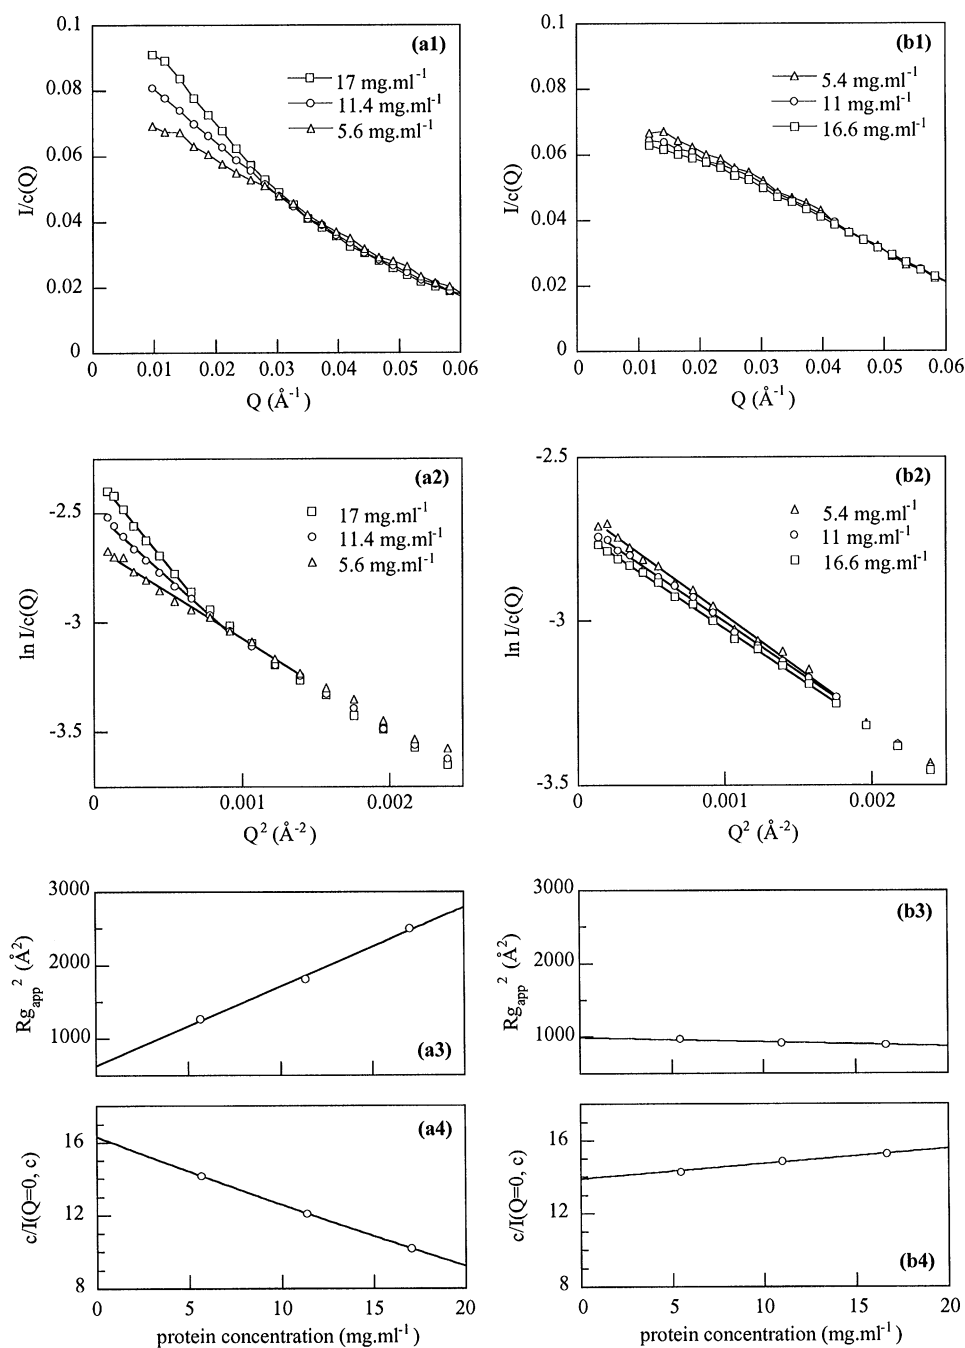 (a1)
0.1
0.08
0.06
0.04
0.02
0
I/c(Q)
17 mg.ml-1
11.4 mg.ml-1
5.6 mg.ml-1
0 0.01 0.02 0.03 0.04 0.05 0.06
Q (Å-1)
(b1)
0.1
0.08
0.06
0.04
0.02
0
I/c(Q)
5.4 mg.ml-1
11 mg.ml-1
16.6 mg.ml-1
0 0.01 0.02 0.03 0.04 0.05 0.06
Q (Å-1)
(a2)
-2.5
-3
-3.5
ln I/c(Q)
17 mg.ml-1
11.4 mg.ml-1
5.6 mg.ml-1
0 0.001 0.002
Q2 (Å-2)
(b2)
-2.5
-3
-3.5
ln I/c(Q)
5.4 mg.ml-1
11 mg.ml-1
16.6 mg.ml-1
0 0.001 0.002
Q2 (Å-2)
3000
2000
1000
Rgapp2 (Å2)
(a3)
3000
2000
1000
Rgapp2 (Å2)
(b3)
16
12
8
c/I(Q=0, c)
(a4)
0 5 10 15 20
protein concentration (mg.ml-1)
16
12
8
c/I(Q=0, c)
(b4)
0 5 10 15 20
protein concentration (mg.ml-1)